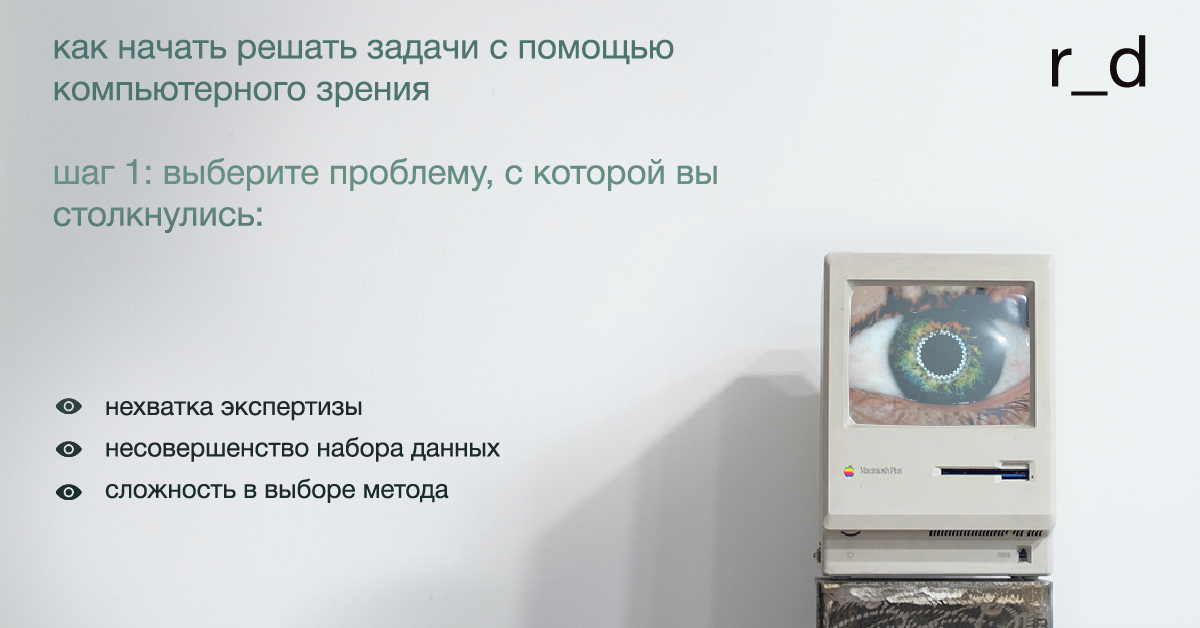 как начать решать задачи с помощью
компьютерного зрения
r_d
шаг 1: выберите проблему, с которой вы
столкнулись:
нехватка экспертизы
несовершенство набора данных
сложность в выборе метода
Macintosh Plus